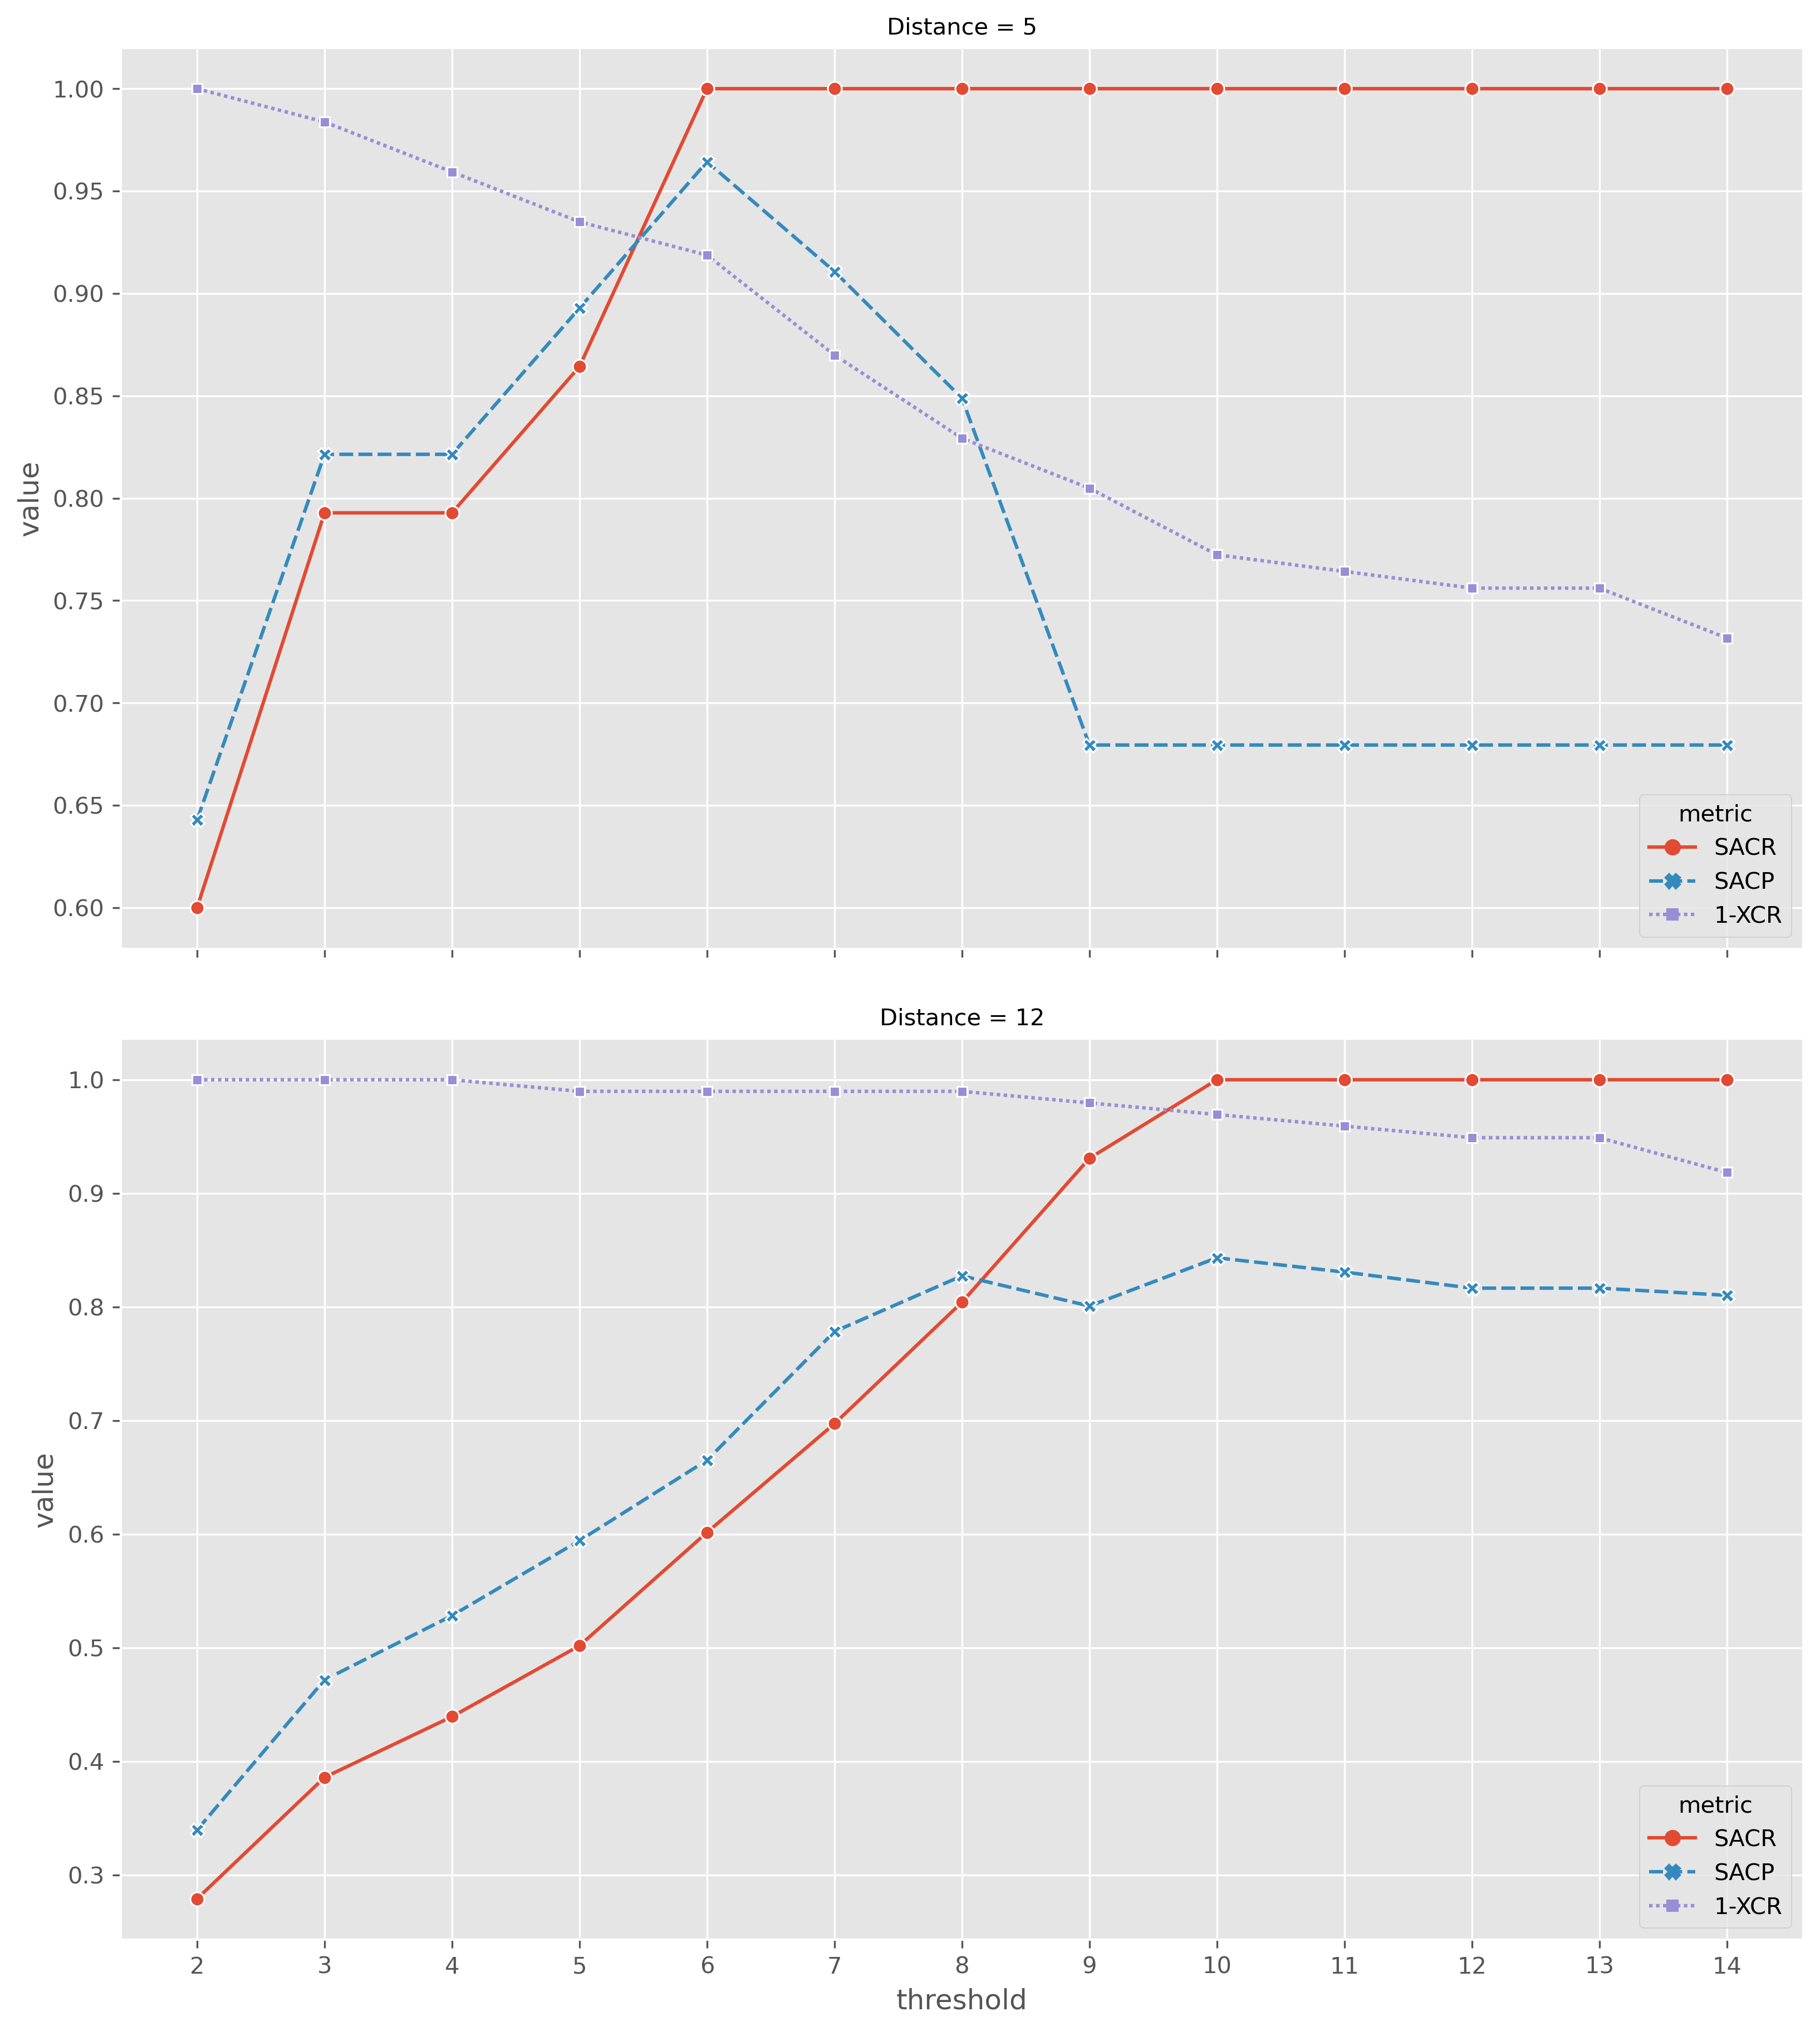 Distance = 5
1.00
0.95
0.90
0.85
0.80
0.75
0.70
0.65
0.60
value
metric
SACR
SACP
1-XCR
Distance = 12
1.0
0.9
0.8
0.7
0.6
0.5
0.4
0.3
value
metric
SACR
SACP
1-XCR
2 3 4 5 6 7 8 9 10 11 12 13 14
threshold